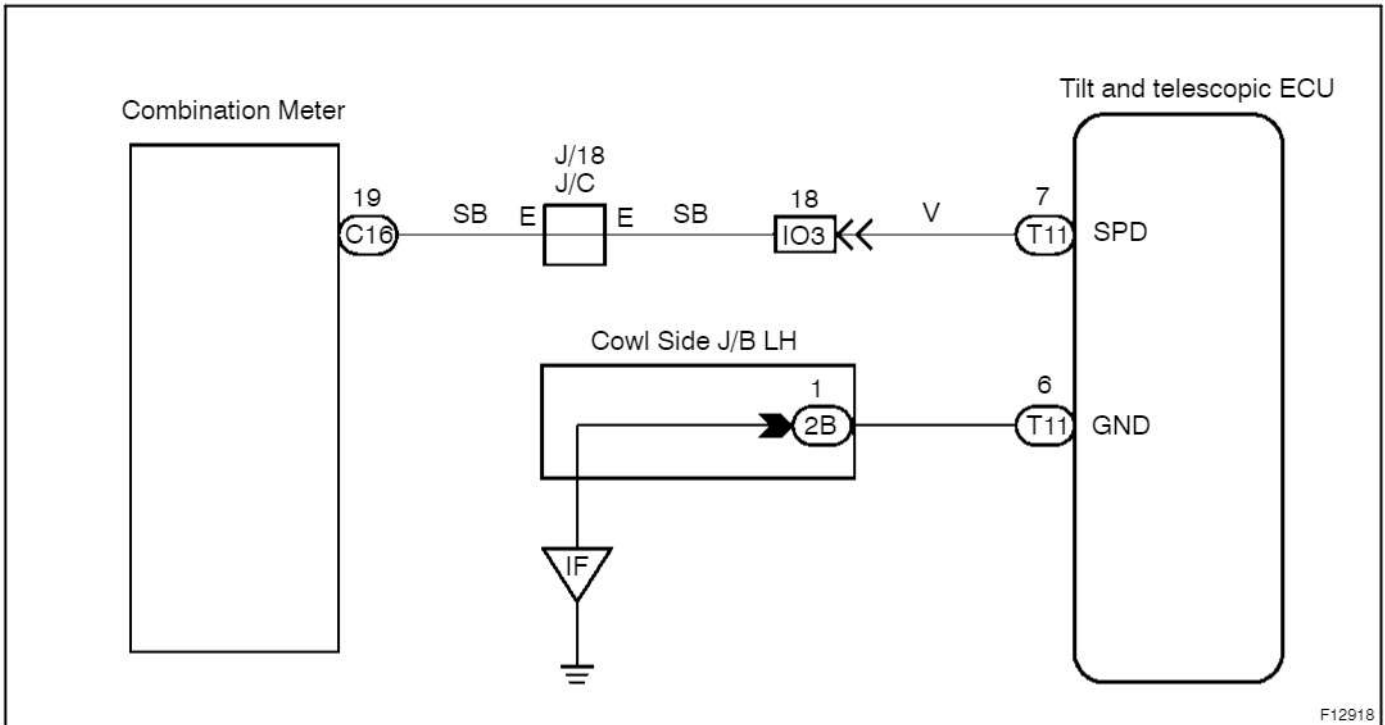 Tilt and telescopic ECU
Combination Meter
J/18
J/C
19
C16
SB
E
E
SB
18
IO3
V
7
T11
SPD
Cowl Side J/B LH
1
2B
6
T11
GND
IF
F12918